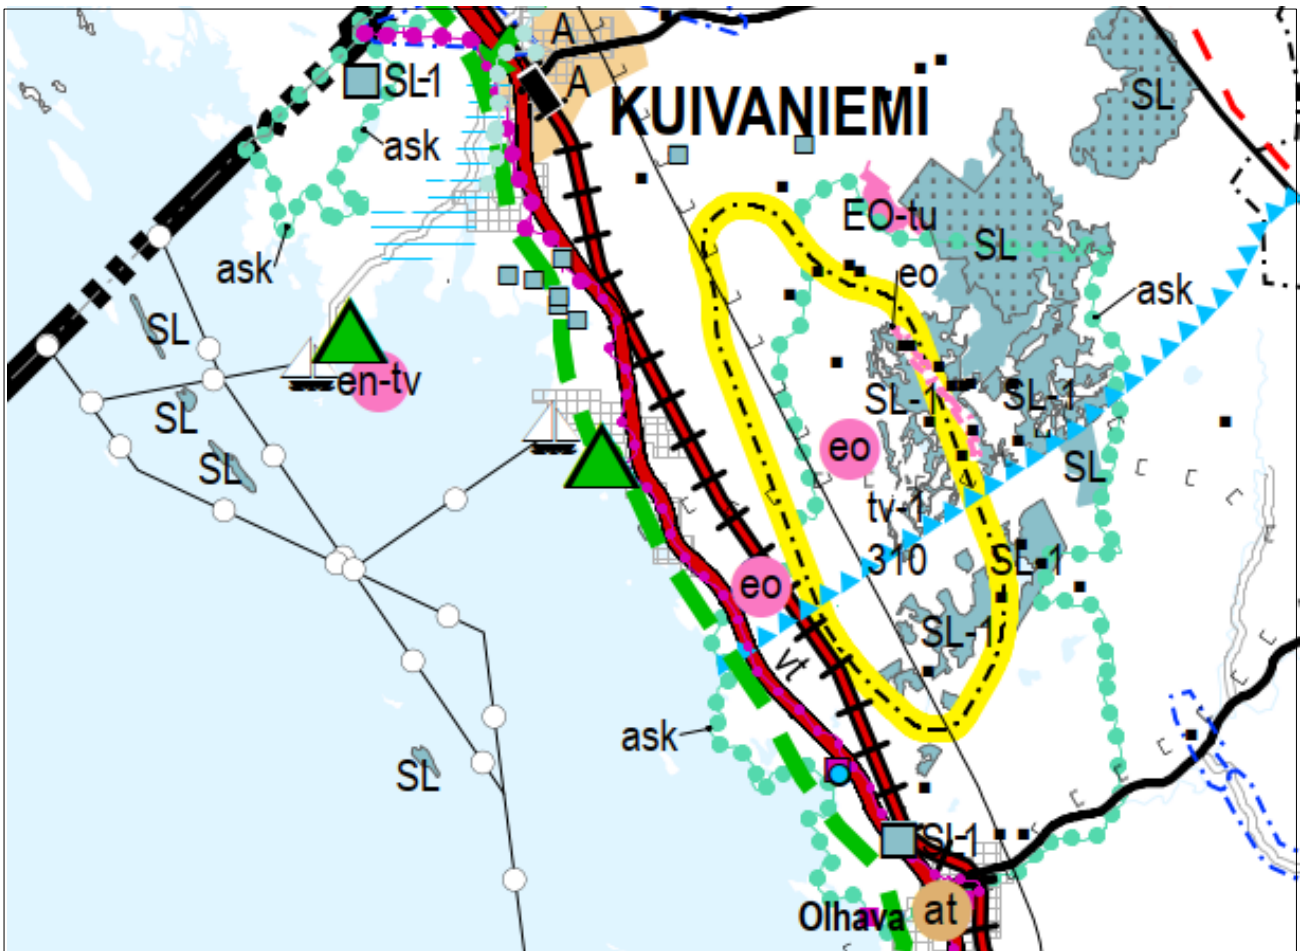 A
A
SL-1
SL
KUIVANIEMI
ask
EO-tu
SL
ask
eo
ask
SL
en-tv
SL
SL-1
SL-1
eo
SL
SL
tv-1
310
SL-1
eo
SL-1
vt
ask
SL
SL-1
Olhava
at